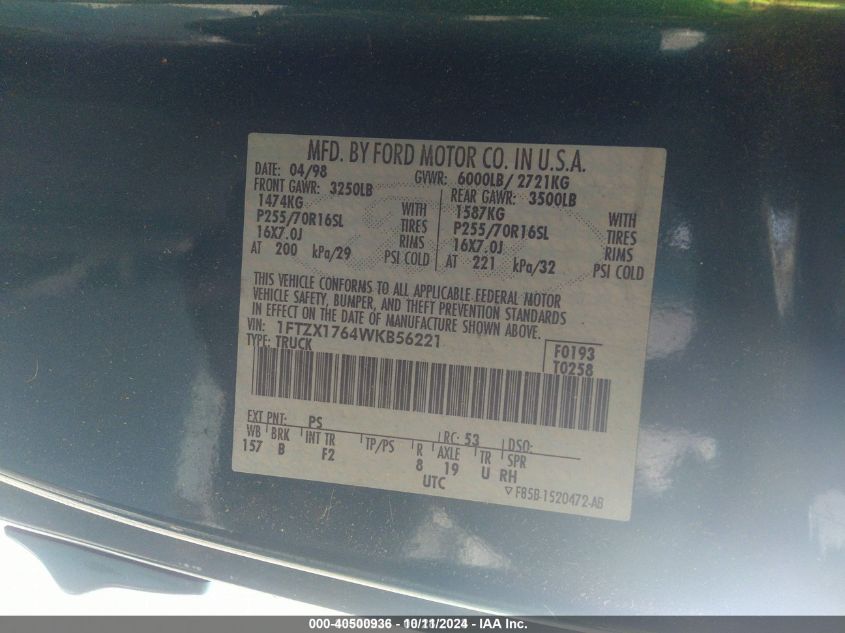 MFD. BY FORD MOTOR CO. IN U.S.A.
DATE: 04/98 GVWR: 6000LB/ 2721KG
FRONT GAWR: 3250LB REAR GAWR: 3500LB
1474KG WITH 1587KG WITH
P255/70R16SL TIRES P255/70R16SL TIRES
16X7.0J RIMS 16X7.0J RIMS
AT 200 kPa/29 PSI COLD AT 221 kPa/32 PSI COLD
THIS VEHICLE CONFORMS TO ALL APPLICABLE FEDERAL MOTOR
VEHICLE SAFETY, BUMPER, AND THEFT PREVENTION STANDARDS
IN EFFECT ON THE DATE OF MANUFACTURE SHOWN ABOVE.
VIN: 1FTZX1764WKB56221 F0193
TYPE: TRUCK T0258
EXT PNT: PS RC: 53 DSO:
WB BRK INT TR TP/PS R AXLE TR SPR
157 B F2 8 19 U RH
UTC
F85B-1520472-AB
000-40500936 - 10/11/2024 - IAA Inc.